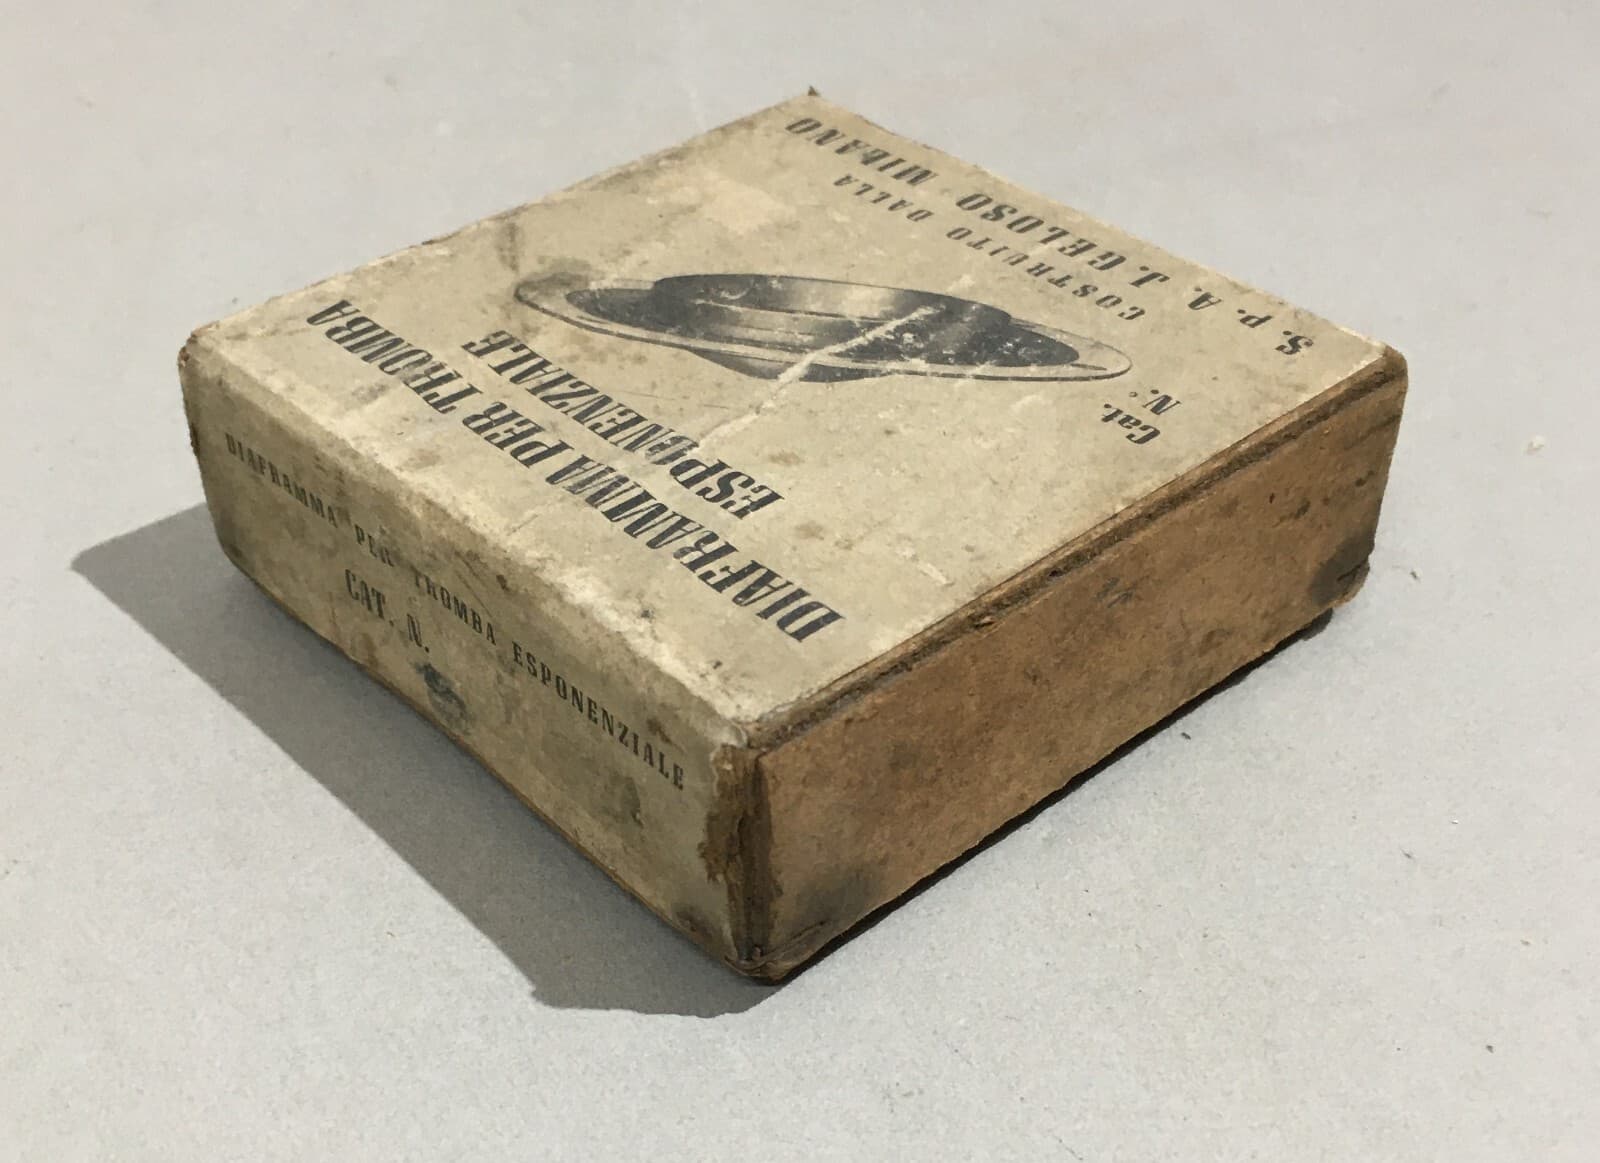 DIAFRAMMA PER TROMBA
ESPONENZIALE
Cat.
N.°
COSTRUITO DALLA
S. P. A. J. GELOSO MILANO
DIAFRAMMA PER TROMBA ESPONENZIALE
CAT. N.